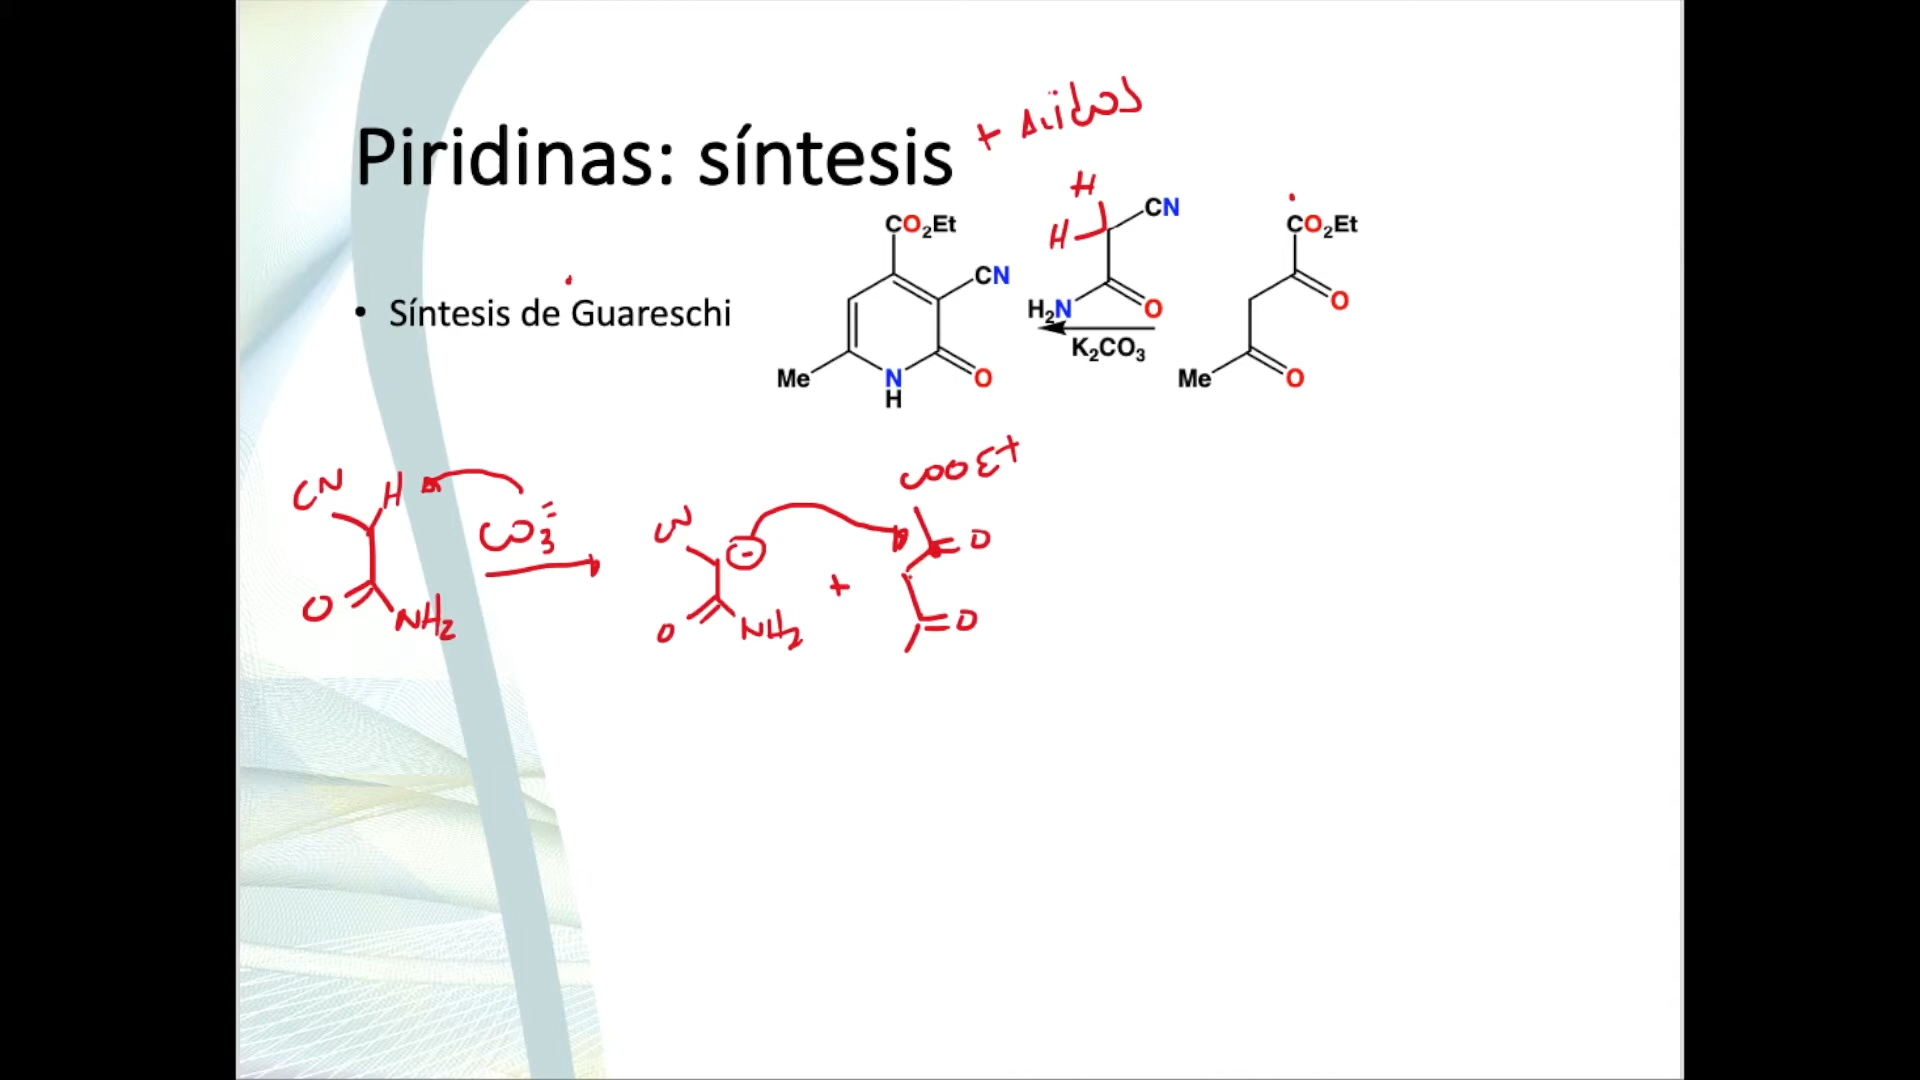 Piridinas: síntesis + ácidos
• Síntesis de Guareschi
CO₂Et
CN
Me
N
H
O
H
H
CN
H₂N
O
K₂CO₃
CO₂Et
O
Me
O
CN
H
O
NH₂
CO₃⁼
CN
-
O
NH₂
+
COOEt
O
O